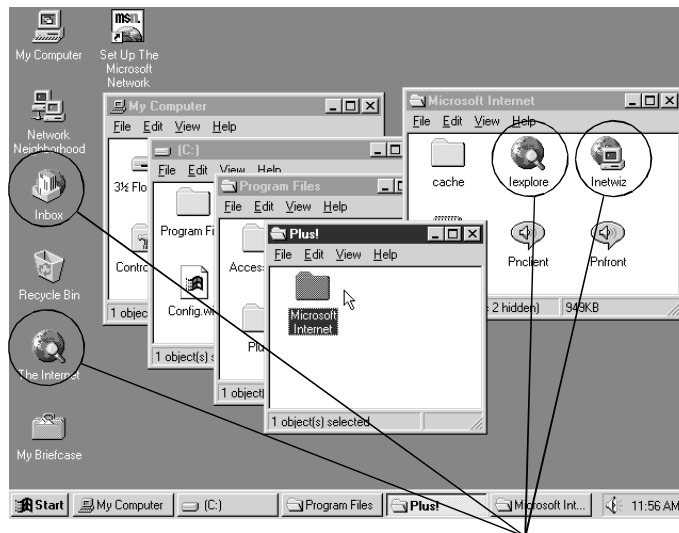 msn.
My Computer
Set Up The
Microsoft
Network
Network
Neighborhood
Inbox
Recycle Bin
The Internet
My Briefcase
My Computer
File Edit View Help
3½ Flo
Contro
1 objec
(C:)
File Edit View Help
Program Fi
Config.wi
1 object(s) s
Program Files
File Edit View Help
Acces
Plu
1 object(
Plus!
File Edit View Help
Microsoft
Internet
1 object(s) selected
Microsoft Internet
File Edit View Help
cache
Iexplore
Inetwiz
Pnclient
Pnfront
2 hidden)
949KB
Start
My Computer
(C:)
Program Files
Plus!
Microsoft Int...
11:56 AM